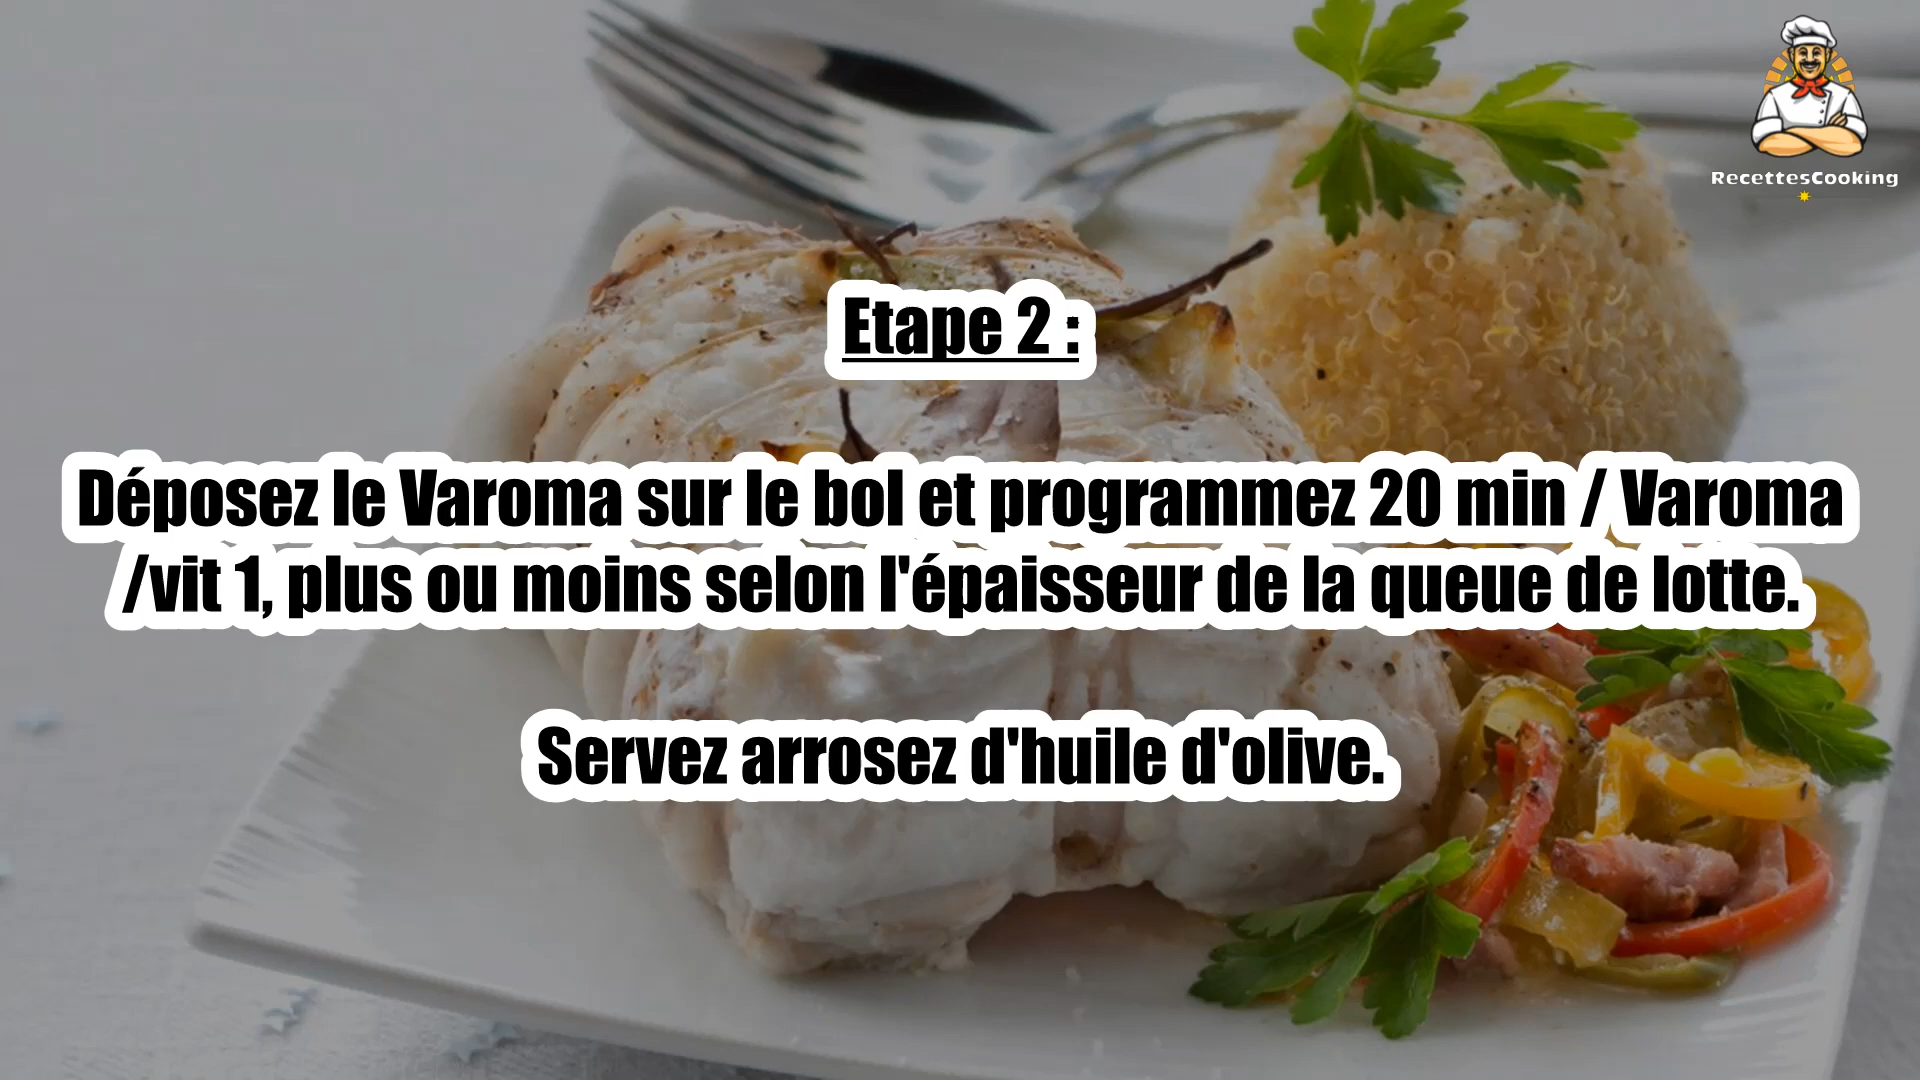 RecettesCooking
Etape 2 :
Déposez le Varoma sur le bol et programmez 20 min / Varoma
/vit 1, plus ou moins selon l'épaisseur de la queue de lotte.
Servez arrosez d'huile d'olive.